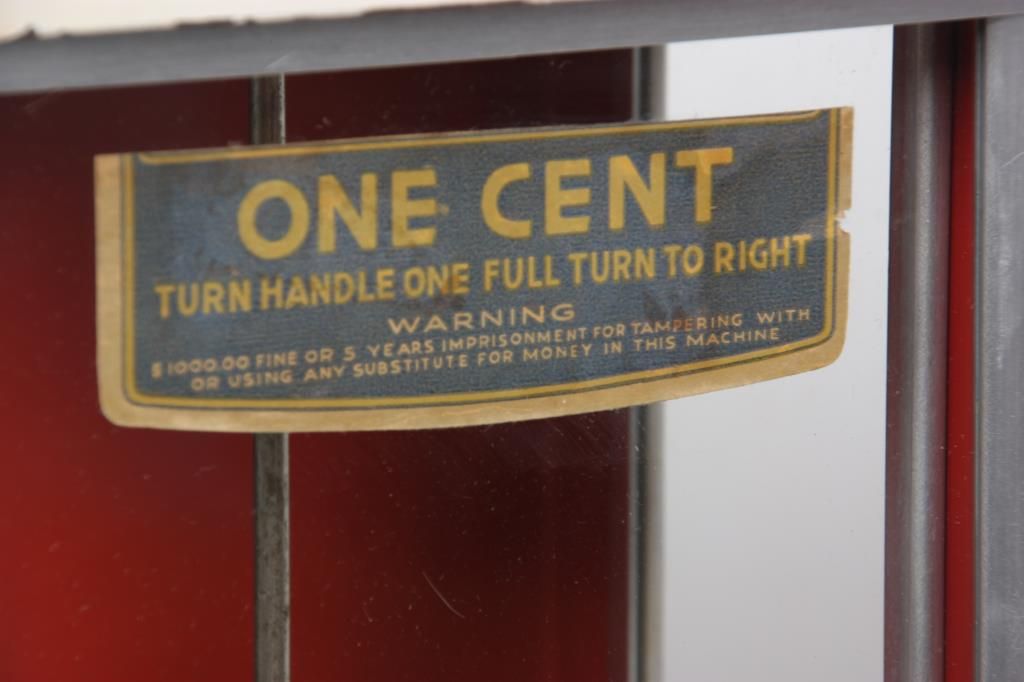 ONE CENT
TURN HANDLE ONE FULL TURN TO RIGHT
WARNING
$1000.00 FINE OR 5 YEARS IMPRISONMENT FOR TAMPERING WITH
OR USING ANY SUBSTITUTE FOR MONEY IN THIS MACHINE